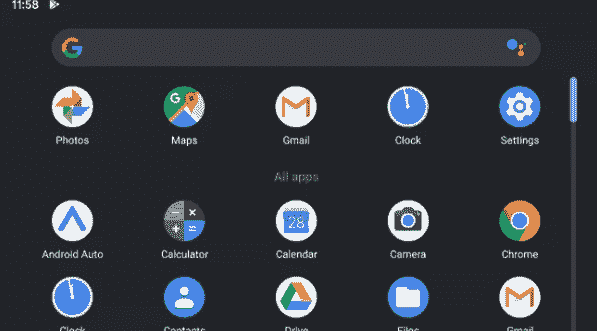 11:58
G
Photos Maps Gmail Clock Settings
All apps
28
Android Auto Calculator Calendar Camera Chrome
Clock Contacts Drive Files Gmail